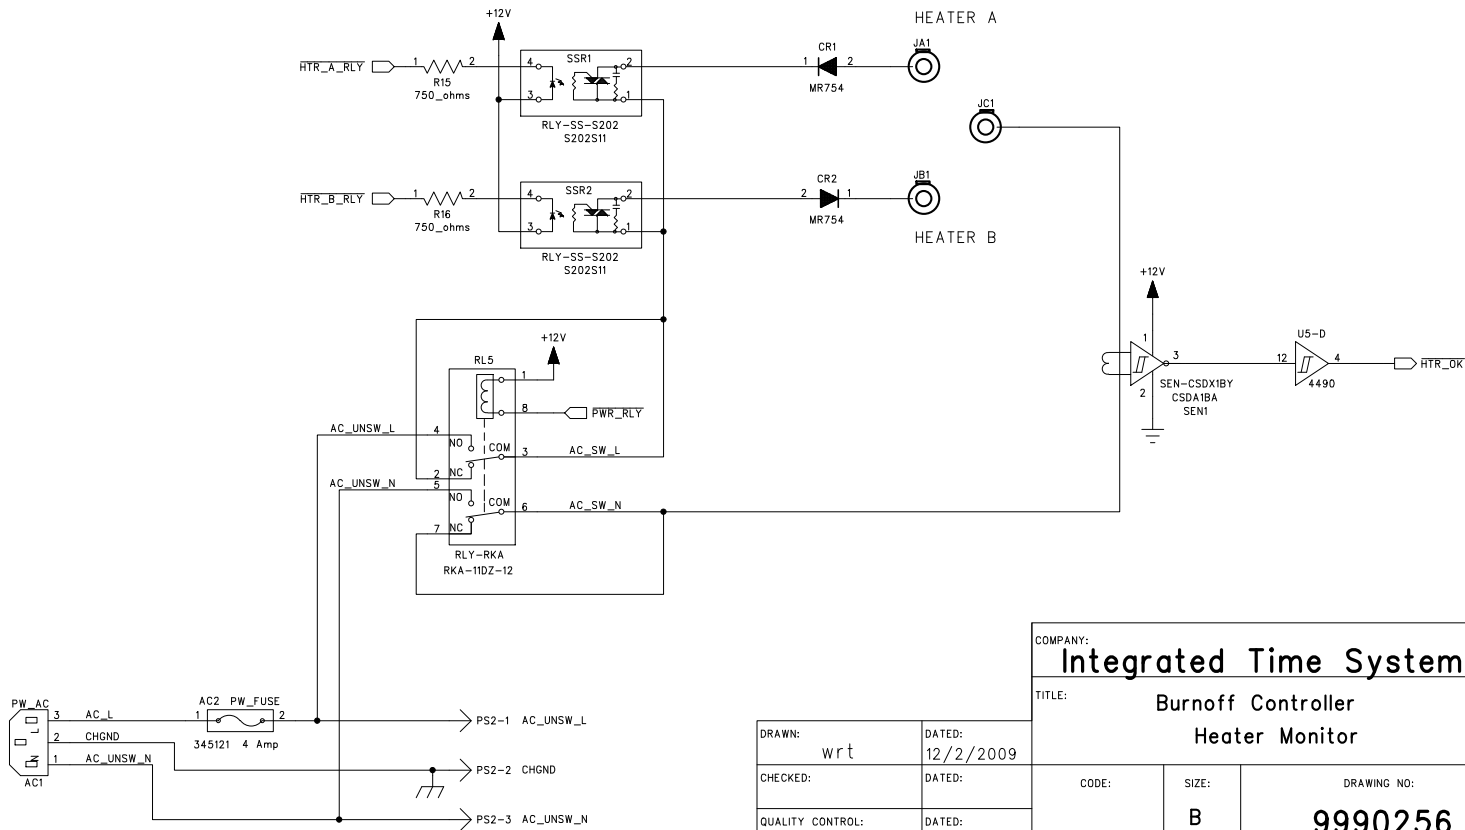 HEATER A
+12V
HTR_A_RLY
1
2
R15
750_ohms
4
3
SSR1
2
1
RLY-SS-S202
S202S11
CR1
1
2
MR754
JA1
JC1
HTR_B_RLY
1
2
R16
750_ohms
4
3
SSR2
2
1
RLY-SS-S202
S202S11
CR2
2
1
MR754
JB1
HEATER B
+12V
RL5
1
8
PWR_RLY
AC_UNSW_L
4
NO
COM
3
AC_SW_L
2
NC
AC_UNSW_N
5
NO
COM
6
AC_SW_N
7
NC
RLY-RKA
RKA-11DZ-12
+12V
1
2
3
SEN-CSDX1BY
CSDA1BA
SEN1
U5-D
12
4
4490
HTR_OK
PW_AC
3
AC_L
2
CHGND
1
AC_UNSW_N
L
N
AC1
AC2 PW_FUSE
1
2
345121 4 Amp
PS2-1 AC_UNSW_L
PS2-2 CHGND
PS2-3 AC_UNSW_N
COMPANY:
Integrated Time System
TITLE:
Burnoff Controller
Heater Monitor
DRAWN:
wrt
DATED:
12/2/2009
CHECKED:
DATED:
QUALITY CONTROL:
DATED:
CODE:
SIZE:
B
DRAWING NO:
9990256